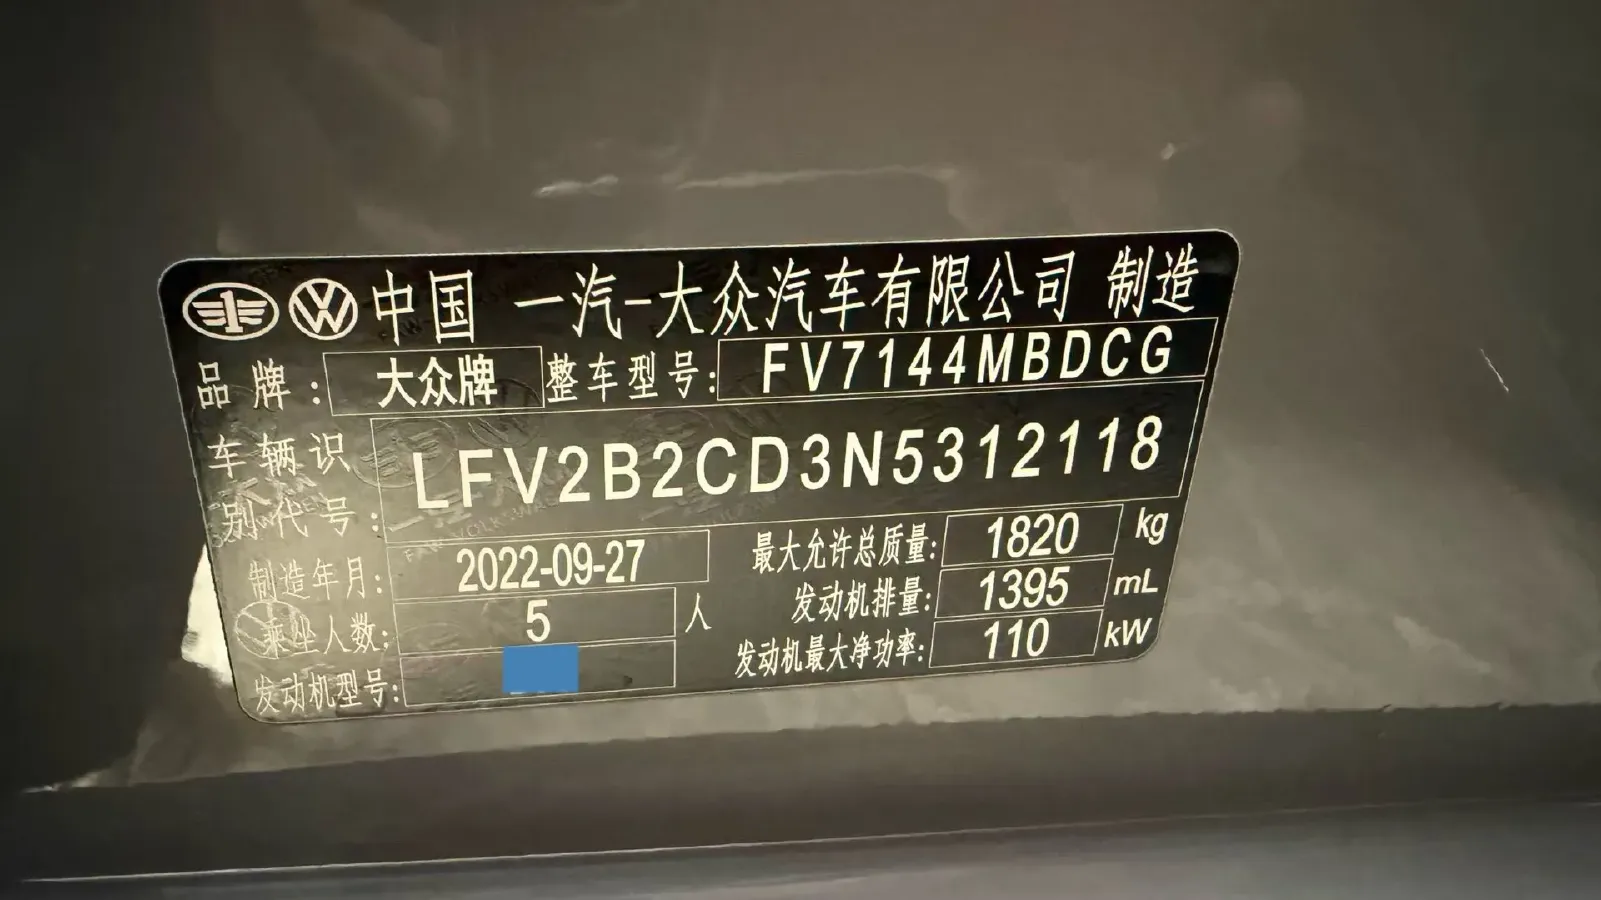 中国 一汽-大众汽车有限公司 制造
品牌: 大众牌 整车型号: FV7144MBDCG
车辆识别代号: LFV2B2CD3N5312118
制造年月: 2022-09-27 最大允许总质量: 1820 kg
乘坐人数: 5 人 发动机排量: 1395 mL
发动机型号: 发动机最大净功率: 110 kW